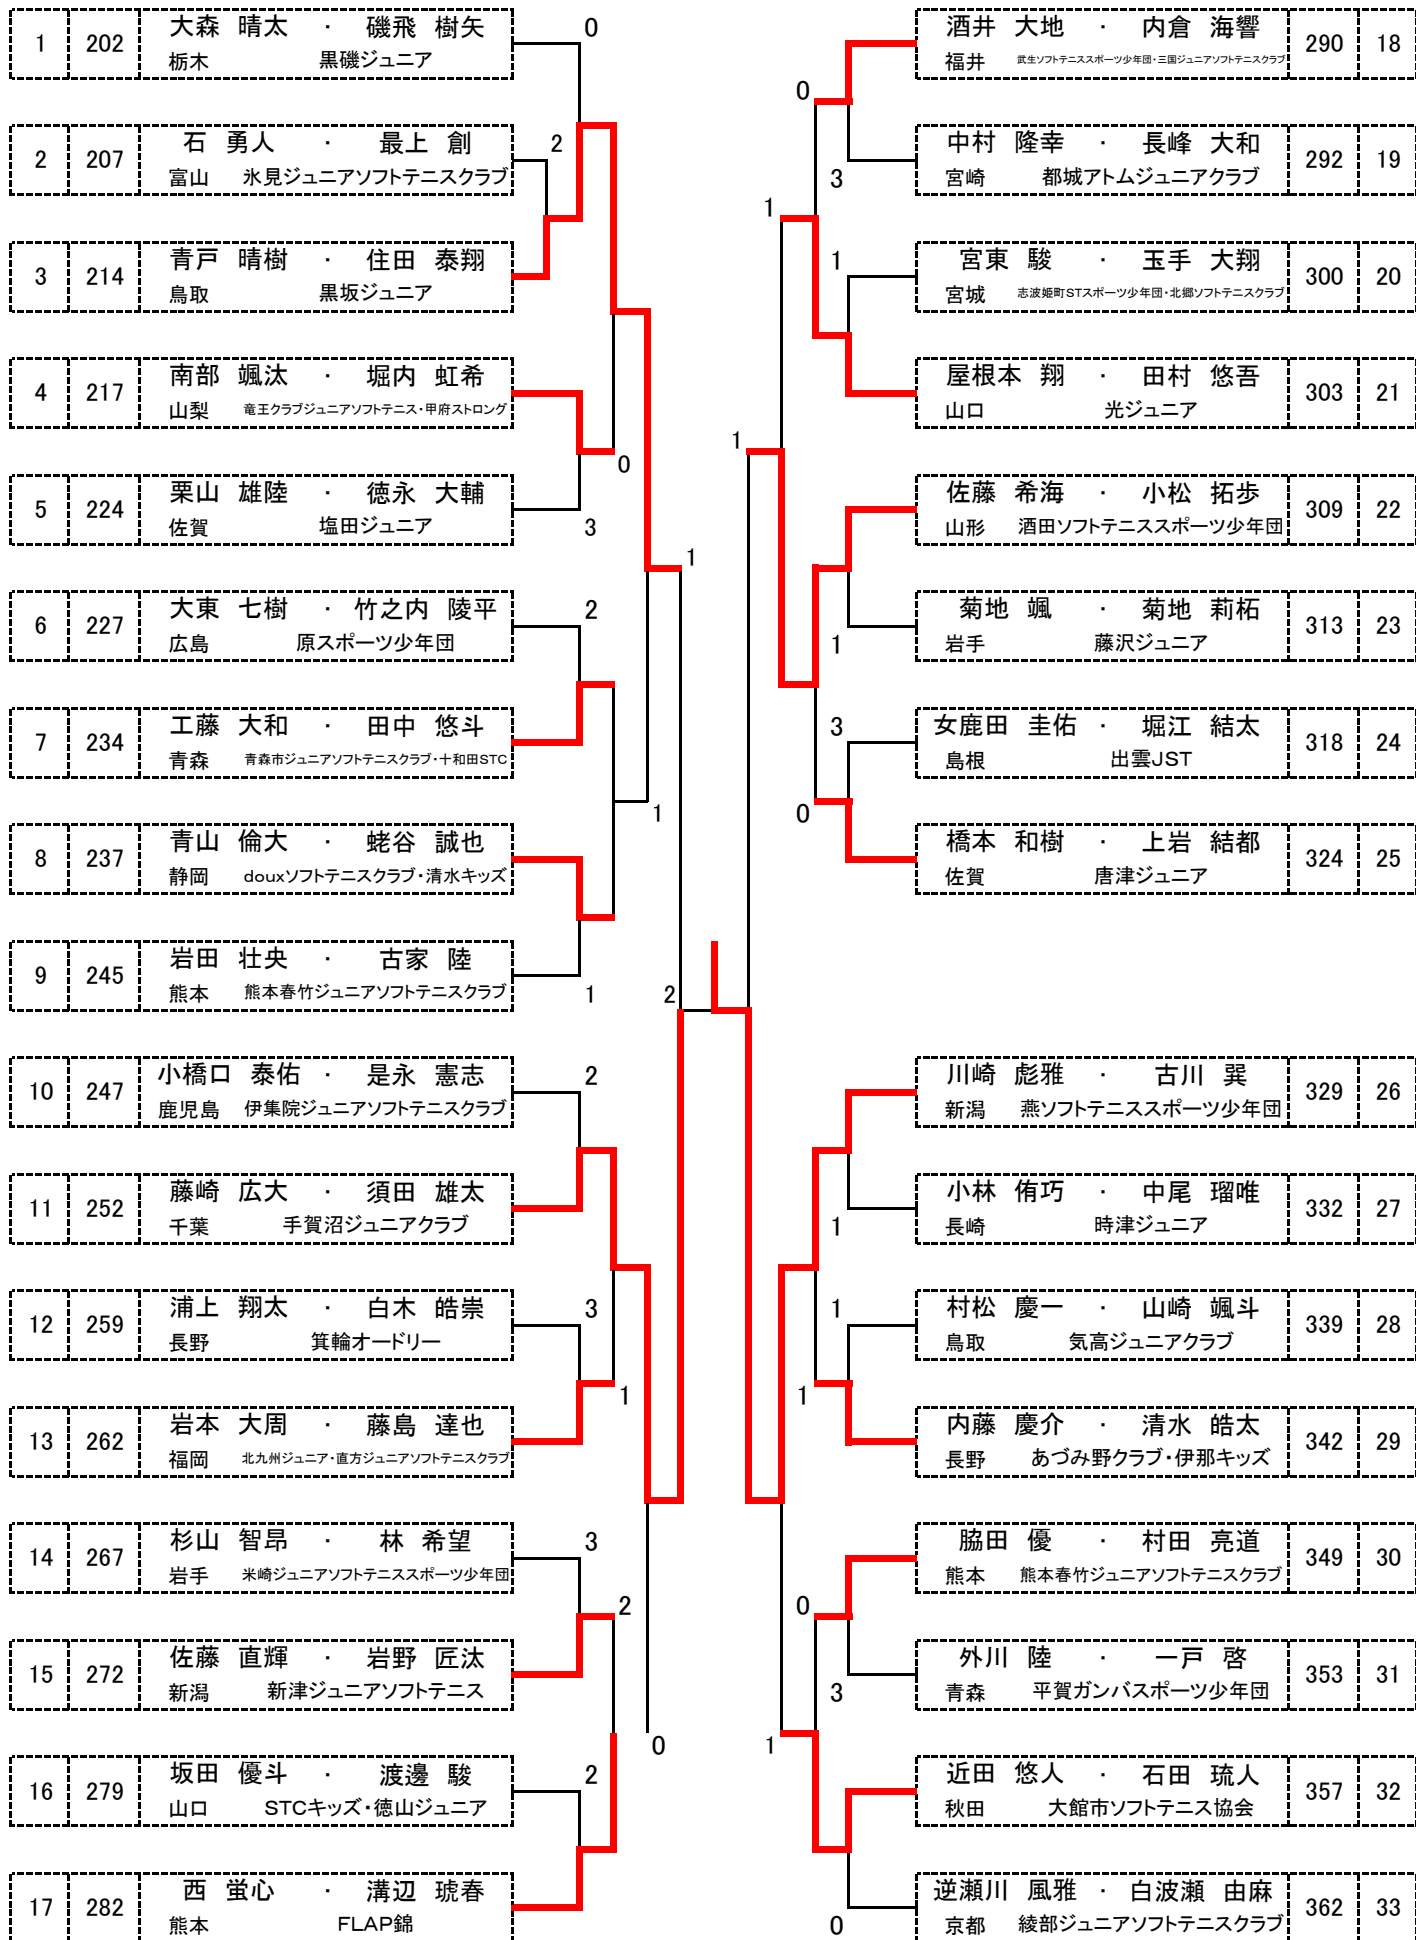 1 202 大森 晴太 ・ 磯飛 樹矢
栃木 黒磯ジュニア
0
2 207 石 勇人 ・ 最上 創
富山 氷見ジュニアソフトテニスクラブ
2
3 214 青戸 晴樹 ・ 住田 泰翔
鳥取 黒坂ジュニア
4 217 南部 颯汰 ・ 堀内 虹希
山梨 竜王クラブジュニアソフトテニス・甲府ストロング
0
5 224 栗山 雄陸 ・ 徳永 大輔
佐賀 塩田ジュニア
3
1
6 227 大東 七樹 ・ 竹之内 陵平
広島 原スポーツ少年団
2
7 234 工藤 大和 ・ 田中 悠斗
青森 青森市ジュニアソフトテニスクラブ・十和田STC
1
8 237 青山 倫大 ・ 蛯谷 誠也
静岡 douxソフトテニスクラブ・清水キッズ
9 245 岩田 壮央 ・ 古家 陸
熊本 熊本春竹ジュニアソフトテニスクラブ
1
2
10 247 小橋口 泰佑 ・ 是永 憲志
鹿児島 伊集院ジュニアソフトテニスクラブ
2
11 252 藤崎 広大 ・ 須田 雄太
千葉 手賀沼ジュニアクラブ
12 259 浦上 翔太 ・ 白木 皓崇
長野 箕輪オードリー
3
1
13 262 岩本 大周 ・ 藤島 達也
福岡 北九州ジュニア・直方ジュニアソフトテニスクラブ
14 267 杉山 智昂 ・ 林 希望
岩手 米崎ジュニアソフトテニススポーツ少年団
3
2
15 272 佐藤 直輝 ・ 岩野 匠汰
新潟 新津ジュニアソフトテニス
0
16 279 坂田 優斗 ・ 渡邊 駿
山口 STCキッズ・徳山ジュニア
2
17 282 西 蛍心 ・ 溝辺 琥春
熊本 FLAP錦
酒井 大地 ・ 内倉 海響 290 18
福井 武生ソフトテニススポーツ少年団・三国ジュニアソフトテニスクラブ
0
中村 隆幸 ・ 長峰 大和 292 19
宮崎 都城アトムジュニアクラブ
3
1
宮東 駿 ・ 玉手 大翔 300 20
宮城 志波姫町STスポーツ少年団・北郷ソフトテニスクラブ
1
屋根本 翔 ・ 田村 悠吾 303 21
山口 光ジュニア
1
佐藤 希海 ・ 小松 拓歩 309 22
山形 酒田ソフトテニススポーツ少年団
菊地 颯 ・ 菊地 莉柘 313 23
岩手 藤沢ジュニア
1
女鹿田 圭佑 ・ 堀江 結太 318 24
島根 出雲JST
3
0
橋本 和樹 ・ 上岩 結都 324 25
佐賀 唐津ジュニア
川崎 彪雅 ・ 古川 巽 329 26
新潟 燕ソフトテニススポーツ少年団
小林 侑巧 ・ 中尾 瑠唯 332 27
長崎 時津ジュニア
1
村松 慶一 ・ 山崎 颯斗 339 28
鳥取 気高ジュニアクラブ
1
1
内藤 慶介 ・ 清水 皓太 342 29
長野 あづみ野クラブ・伊那キッズ
脇田 優 ・ 村田 亮道 349 30
熊本 熊本春竹ジュニアソフトテニスクラブ
0
外川 陸 ・ 一戸 啓 353 31
青森 平賀ガンバスポーツ少年団
3
1
近田 悠人 ・ 石田 琉人 357 32
秋田 大館市ソフトテニス協会
逆瀬川 風雅 ・ 白波瀬 由麻 362 33
京都 綾部ジュニアソフトテニスクラブ
0